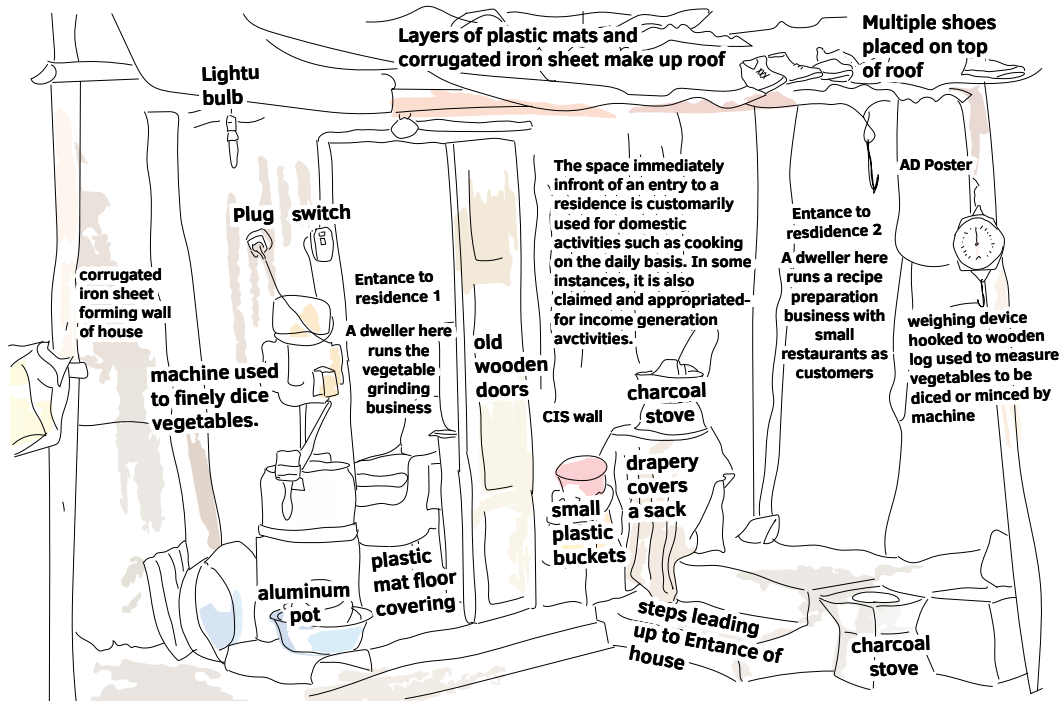 Layers of plastic mats and
corrugated iron sheet make up roof
Multiple shoes
placed on top
of roof
Lightu
bulb
Plug switch
The space immediately
infront of an entry to a
residence is customarily
used for domestic
activities such as cooking
on the daily basis. In some
instances, it is also
claimed and appropriated-
for income generation
avctivities.
AD Poster
Entance to
resdidence 2
A dweller here
runs a recipe
preparation
business with
small
restaurants as
customers
corrugated
iron sheet
forming wall
of house
Entance to
residence 1
A dweller here
runs the
vegetable
grinding
business
old
wooden
doors
weighing device
hooked to wooden
log used to measure
vegetables to be
diced or minced by
machine
machine used
to finely dice
vegetables.
CIS wall
charcoal
stove
drapery
covers
a sack
small
plastic
buckets
plastic
mat floor
covering
aluminum
pot
steps leading
up to Entance of
house
charcoal
stove